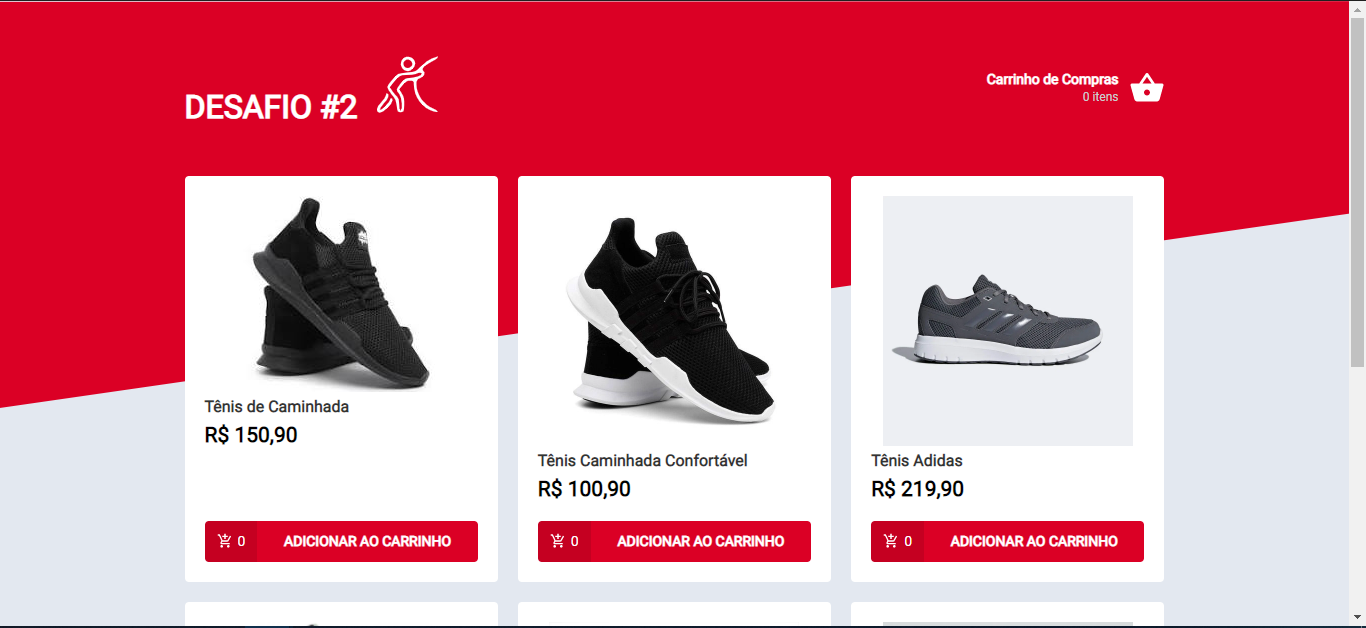 DESAFIO #2
Carrinho de Compras
0 itens
Tênis de Caminhada
R$ 150,90
0 ADICIONAR AO CARRINHO
Tênis Caminhada Confortável
R$ 100,90
0 ADICIONAR AO CARRINHO
Tênis Adidas
R$ 219,90
0 ADICIONAR AO CARRINHO